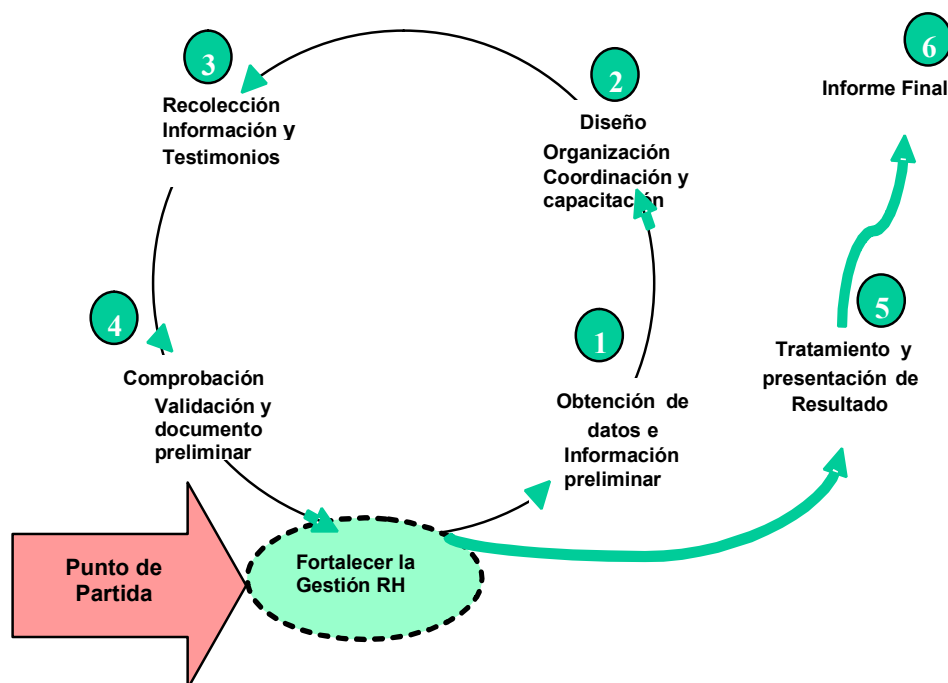 3
Recolección
Información y
Testimonios
2
Diseño
Organización
Coordinación y
capacitación
6
Informe Final
4
Comprobación
Validación y
documento
preliminar
1
Obtención de
datos e
Información
preliminar
5
Tratamiento y
presentación de
Resultado
Punto de
Partida
Fortalecer la
Gestión RH